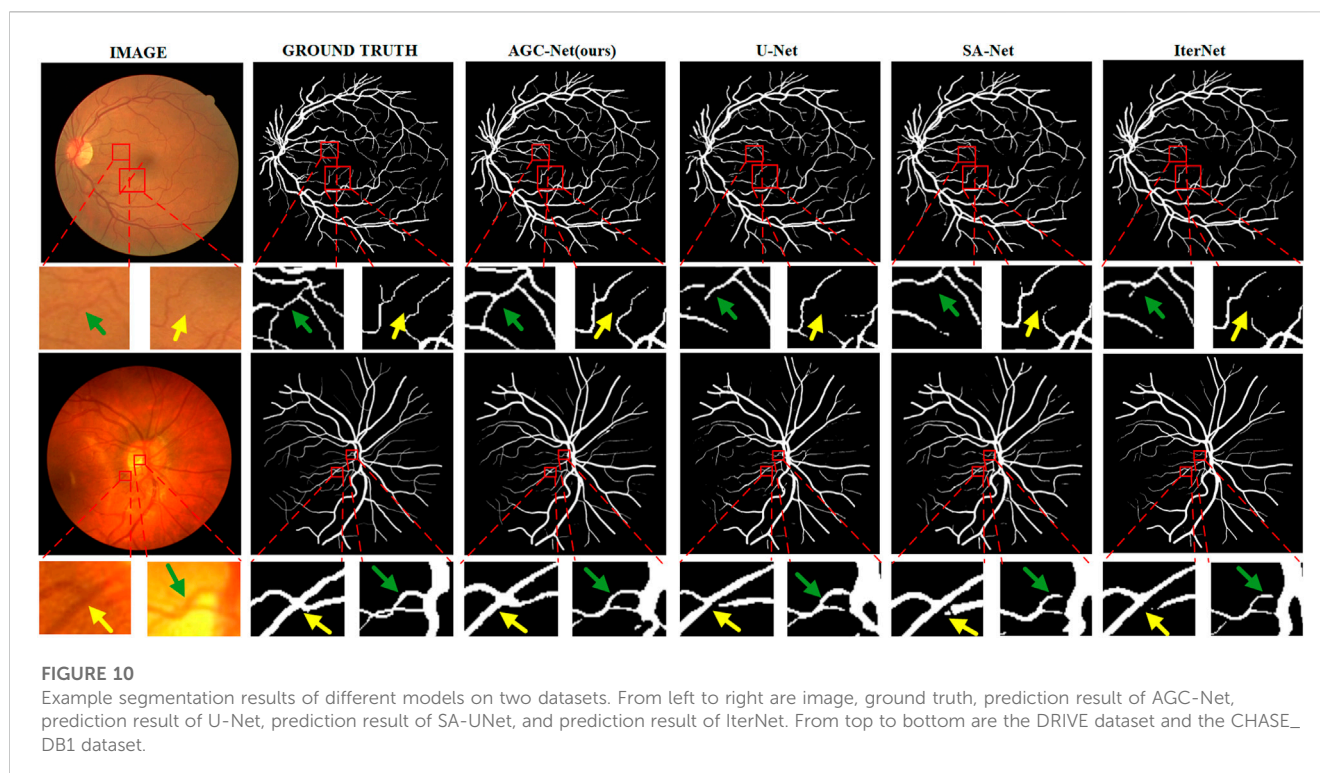 IMAGE
GROUND TRUTH
AGC-Net(ours)
U-Net
SA-Net
IterNet
FIGURE 10
Example segmentation results of different models on two datasets. From left to right are image, ground truth, prediction result of AGC-Net,
prediction result of U-Net, prediction result of SA-UNet, and prediction result of IterNet. From top to bottom are the DRIVE dataset and the CHASE_
DB1 dataset.